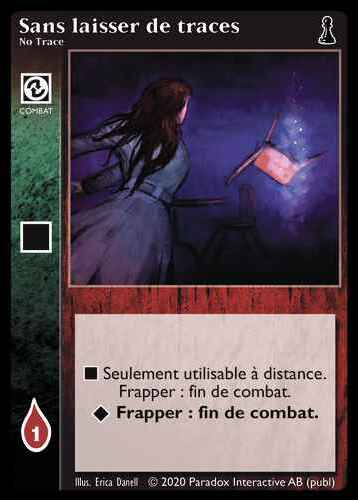 Sans laisser de traces
No Trace
COMBAT
Seulement utilisable à distance.
Frapper : fin de combat.
Frapper : fin de combat.
1
Illus. Erica Danell © 2020 Paradox Interactive AB (publ)